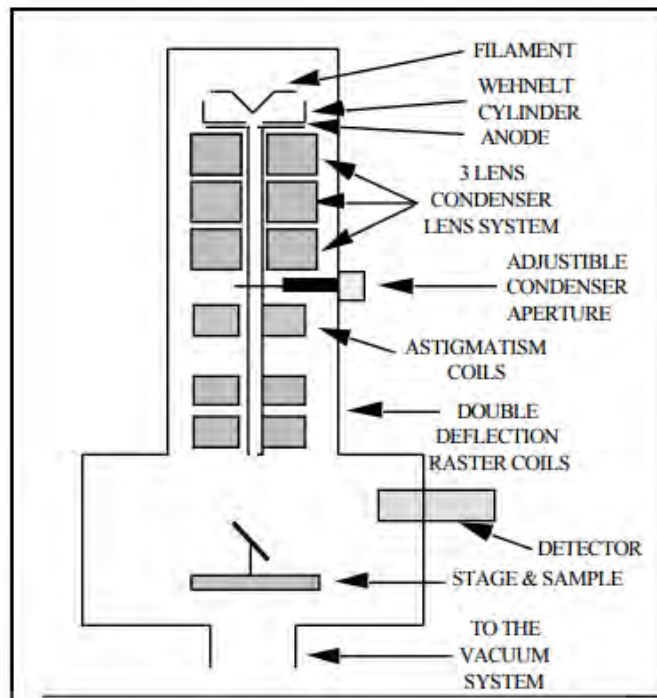 FILAMENT
WEHNELT
CYLINDER
ANODE
3 LENS
CONDENSER
LENS SYSTEM
ADJUSTIBLE
CONDENSER
APERTURE
ASTIGMATISM
COILS
DOUBLE
DEFLECTION
RASTER COILS
DETECTOR
STAGE & SAMPLE
TO THE
VACUUM
SYSTEM